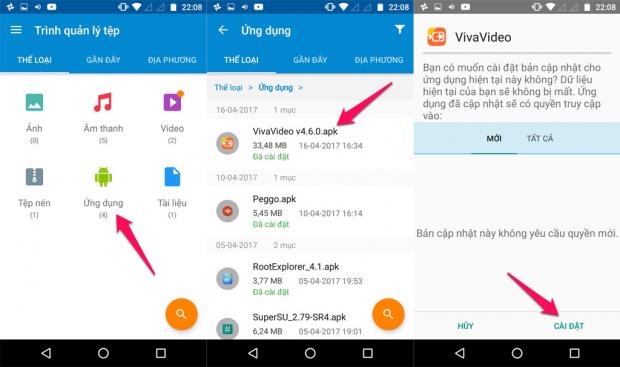 22:08
Trình quản lý tệp
THỂ LOẠI
GẦN ĐÂY
ĐỊA PHƯƠNG
Ảnh
(0)
Âm thanh
(5)
Video
(2)
Tệp nén
(1)
Ứng dụng
(4)
Tài liệu
(1)
22:08
Ứng dụng
THỂ LOẠI
GẦN ĐÂY
ĐỊA PHƯƠNG
Thể loại > Ứng dụng >
16-04-2017 1 mục
VivaVideo v4.6.0.apk
33,48 MB 16-04-2017 16:34
Đã cài đặt
10-04-2017 1 mục
Peggo.apk
5,45 MB 10-04-2017 16:14
Đã cài đặt
05-04-2017 2 mục
RootExplorer_4.1.apk
3,77 MB 05-04-2017 19:53
Đã cài đặt
SuperSU_2.79-SR4.apk
6,24 MB 05-04-2017 19:01
22:08
VivaVideo
Bạn có muốn cài đặt bản cập nhật cho
ứng dụng hiện tại này không? Dữ liệu
hiện tại của bạn sẽ không bị mất. Ứng
dụng đã cập nhật sẽ có quyền truy cập
vào:
MỚI
TẤT CẢ
Bản cập nhật này không yêu cầu quyền mới.
HỦY
CÀI ĐẶT